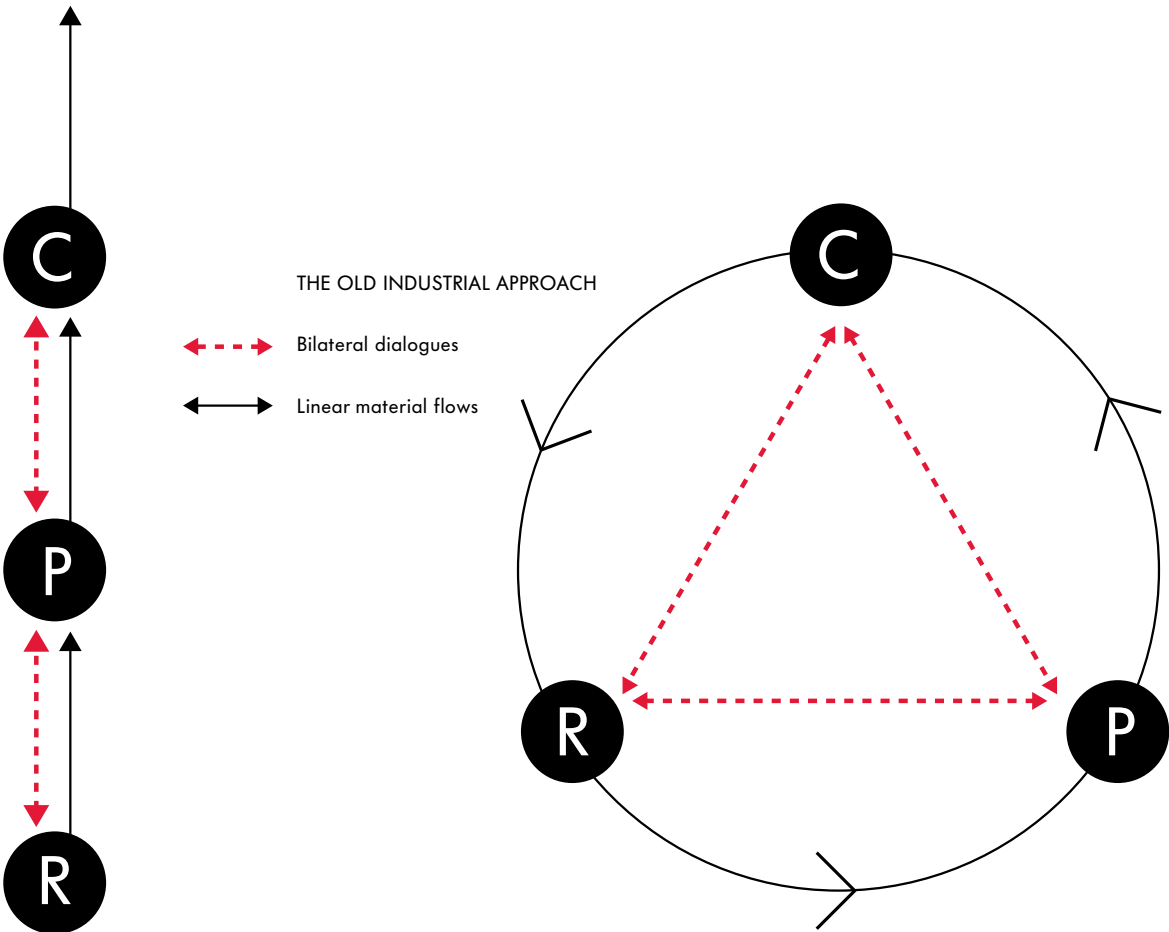 C
P
R
THE OLD INDUSTRIAL APPROACH
Bilateral dialogues
Linear material flows
C
R
P